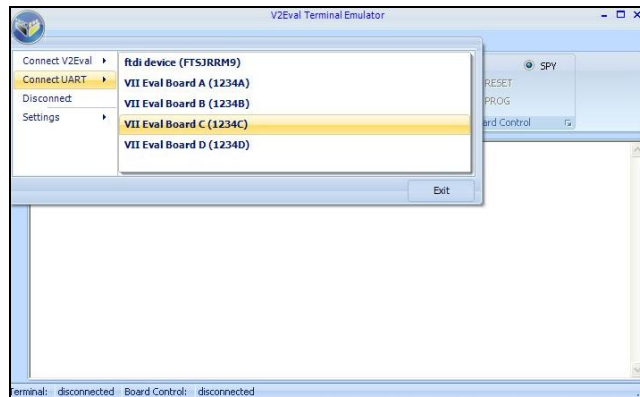 V2Eval Terminal Emulator
Connect V2Eval
Connect UART
Disconnect
Settings
ftdi device (FTSJRRM9)
VII Eval Board A (1234A)
VII Eval Board B (1234B)
VII Eval Board C (1234C)
VII Eval Board D (1234D)
Exit
SPY
RESET
PROG
ard Control
Terminal: disconnected Board Control: disconnected